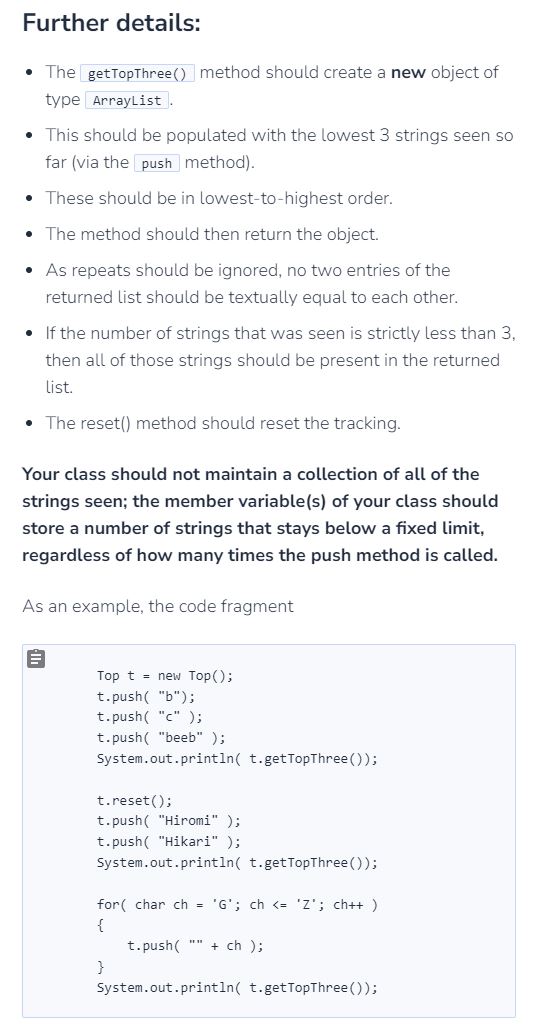 Further details:
The getTopThree() method should create a new object of
type ArrayList.
This should be populated with the lowest 3 strings seen so
far (via the push method).
These should be in lowest-to-highest order.
The method should then return the object.
As repeats should be ignored, no two entries of the
returned list should be textually equal to each other.
If the number of strings that was seen is strictly less than 3,
then all of those strings should be present in the returned
list.
The reset() method should reset the tracking.
Your class should not maintain a collection of all of the
strings seen; the member variable(s) of your class should
store a number of strings that stays below a fixed limit,
regardless of how many times the push method is called.
As an example, the code fragment
Top t = new Top();
t.push( "b");
t.push( "c" );
t.push( "beeb" );
System.out.println( t.getTopThree());
t.reset();
t.push( "Hiromi" );
t.push( "Hikari" );
System.out.println( t.getTopThree());
for( char ch = 'G'; ch <= 'Z'; ch++ )
{
t.push( "" + ch );
}
System.out.println( t.getTopThree());